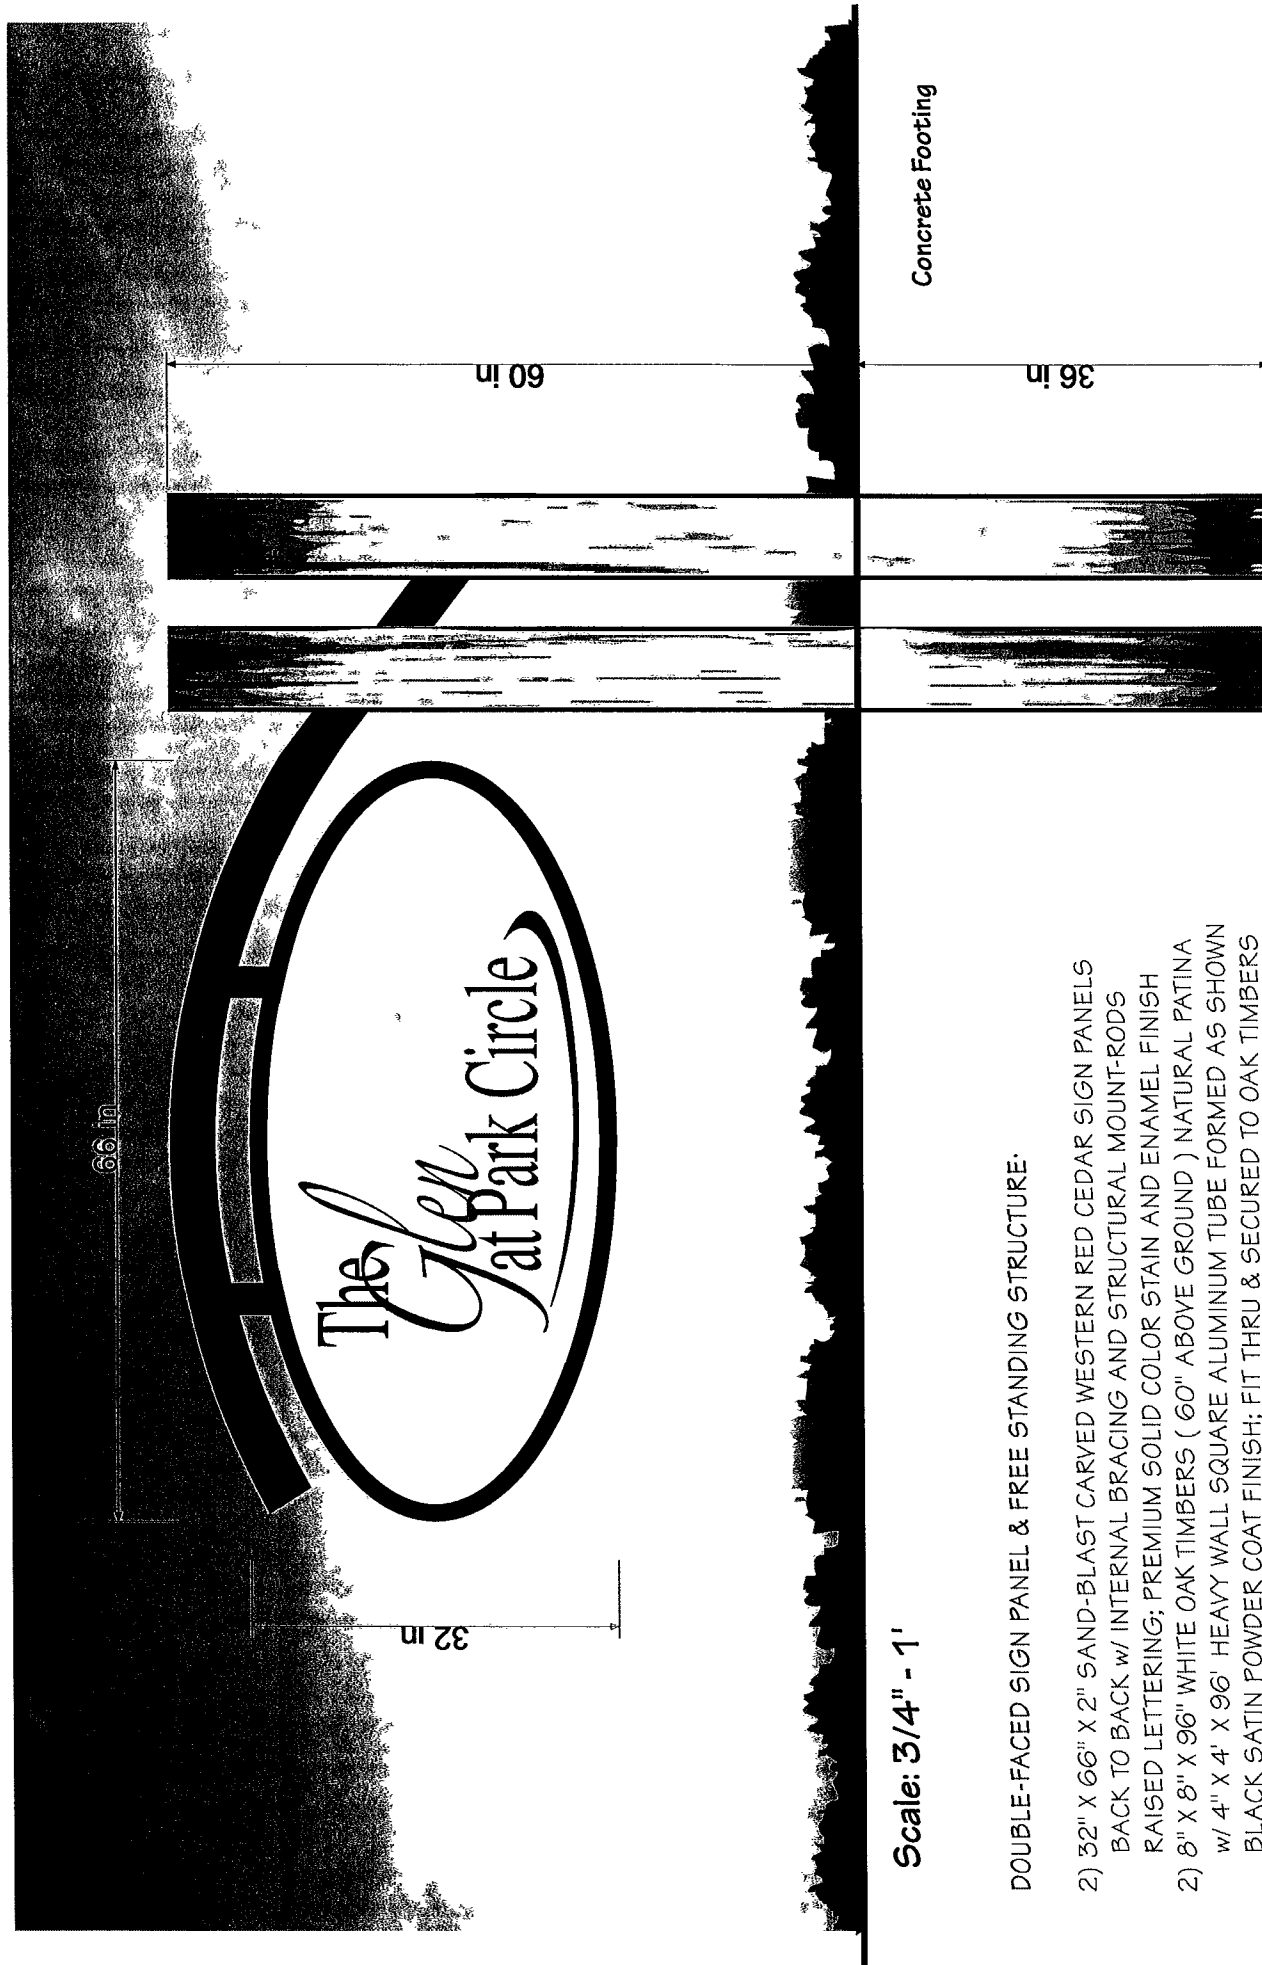 66 in
32 in
60 in
36 in
The
Glen
at Park Circle
Concrete Footing
Scale: 3/4" - 1'
DOUBLE-FACED SIGN PANEL & FREE STANDING STRUCTURE:
2) 32" X 66" X 2" SAND-BLAST CARVED WESTERN RED CEDAR SIGN PANELS
BACK TO BACK w/ INTERNAL BRACING AND STRUCTURAL MOUNT-RODS
RAISED LETTERING; PREMIUM SOLID COLOR STAIN AND ENAMEL FINISH
2) 8" X 8" X 96" WHITE OAK TIMBERS ( 60" ABOVE GROUND ) NATURAL PATINA
w/ 4" X 4' X 96' HEAVY WALL SQUARE ALUMINUM TUBE FORMED AS SHOWN
BLACK SATIN POWDER COAT FINISH; FIT THRU & SECURED TO OAK TIMBERS